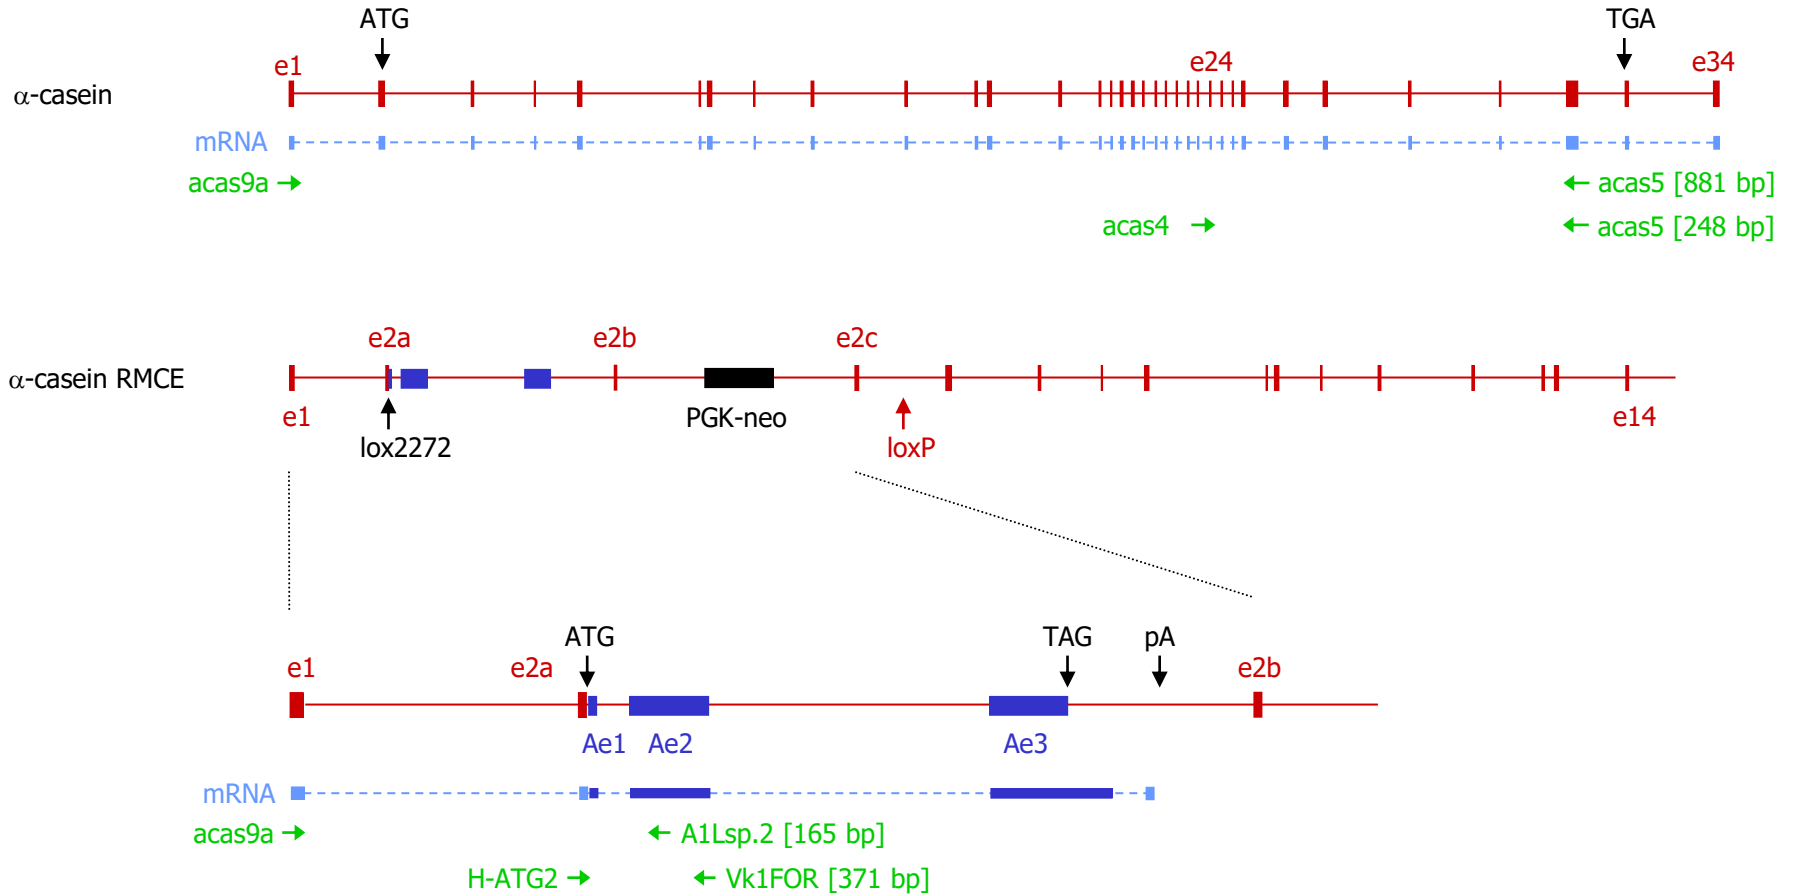 ATG TGA
e1 e24 e34
α-casein
mRNA
acas9a acas5 [881 bp]
acas4 acas5 [248 bp]
e2a e2b e2c
α-casein RMCE
e1 PGK-neo e14
lox2272 loxP
ATG TAG pA
e1 e2a e2b
Ae1 Ae2 Ae3
mRNA
acas9a A1Lsp.2 [165 bp]
H-ATG2 Vk1FOR [371 bp]